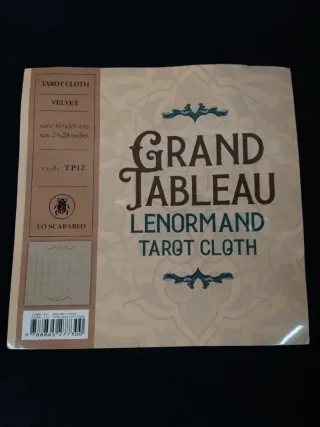 TAROT CLOTH
VELVET
size 60x60 cm
size 24x24 inches
code: TP12
LO SCARABEO
GRAND
TABLEAU
LENORMAND
TAROT CLOTH